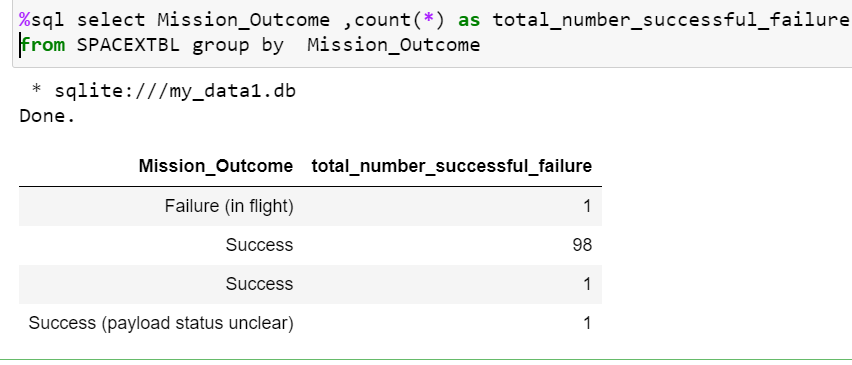 %sql select Mission_Outcome ,count(*) as total_number_successful_failure
from SPACEXTBL group by  Mission_Outcome
* sqlite:///my_data1.db
Done.
Mission_Outcome total_number_successful_failure
Failure (in flight) 1
Success 98
Success 1
Success (payload status unclear) 1